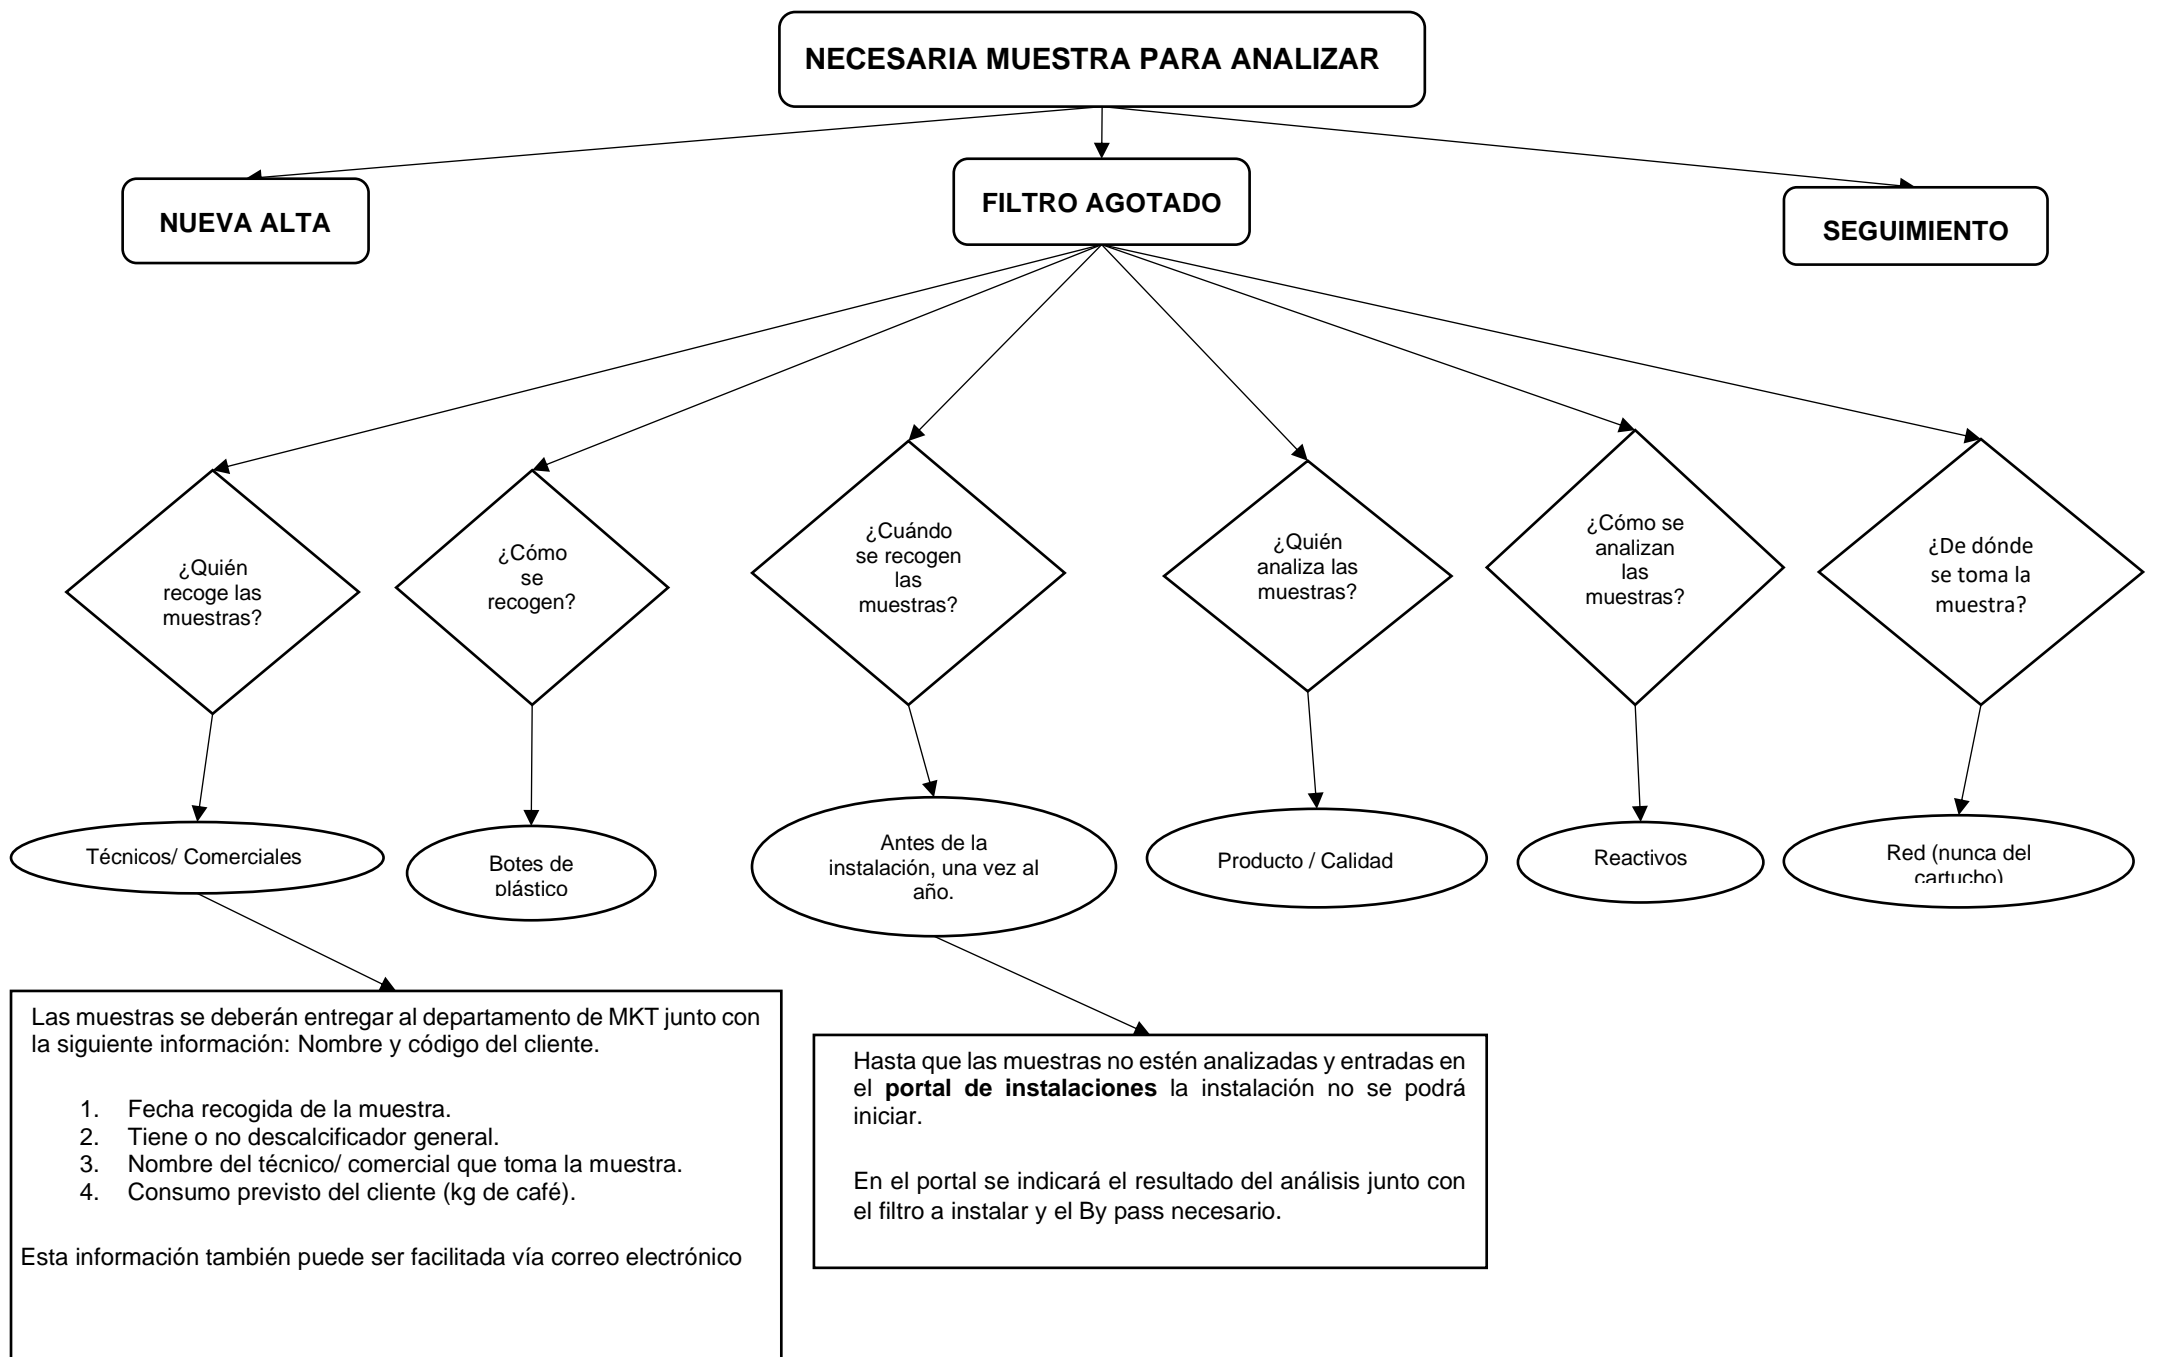 NECESARIA MUESTRA PARA ANALIZAR
NUEVA ALTA
FILTRO AGOTADO
SEGUIMIENTO
¿Quién
recoge las
muestras?
¿Cómo
se
recogen?
¿Cuándo
se recogen
las
muestras?
¿Quién
analiza las
muestras?
¿Cómo se
analizan
las
muestras?
¿De dónde
se toma la
muestra?
Técnicos/ Comerciales
Botes de
plástico
Antes de la
instalación, una vez al
año.
Producto / Calidad
Reactivos
Red (nunca del
cartucho)
Las muestras se deberán entregar al departamento de MKT junto con
la siguiente información: Nombre y código del cliente.
1. Fecha recogida de la muestra.
2. Tiene o no descalcificador general.
3. Nombre del técnico/ comercial que toma la muestra.
4. Consumo previsto del cliente (kg de café).
Esta información también puede ser facilitada vía correo electrónico
Hasta que las muestras no estén analizadas y entradas en
el portal de instalaciones la instalación no se podrá
iniciar.
En el portal se indicará el resultado del análisis junto con
el filtro a instalar y el By pass necesario.